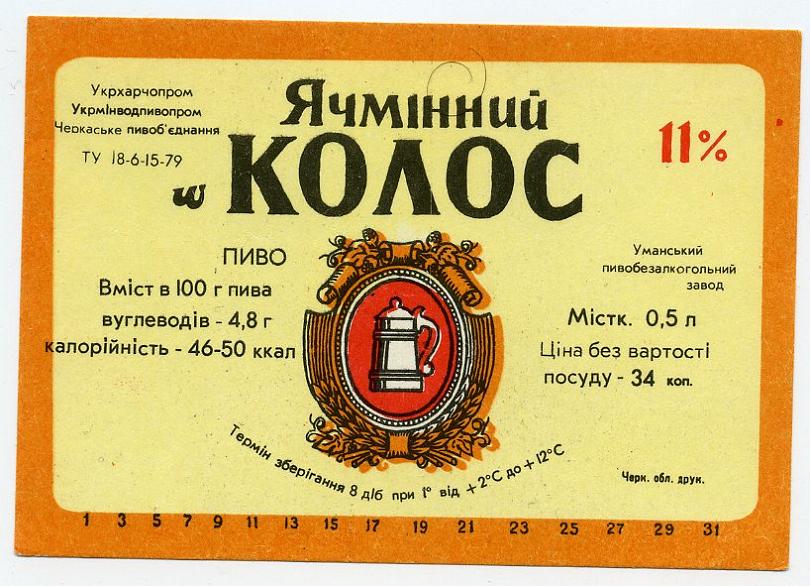 Укрхарчопром
Укрмінводпивопром
Черкаське пивоб'єднання
ТУ 18-6-15-79
Ячмінний
КОЛОС
11%
ПИВО
Вміст в 100 г пива
вуглеводів - 4,8 г
калорійність - 46-50 ккал
Уманський
пивобезалкогольний
завод
Містк. 0,5 л
Ціна без вартості
посуду - 34 коп.
Термін зберігання 8 діб при t° від +2°С до +12°С
Черк. обл. друк.
1 3 5 7 9 11 13 15 17 19 21 23 25 27 29 31